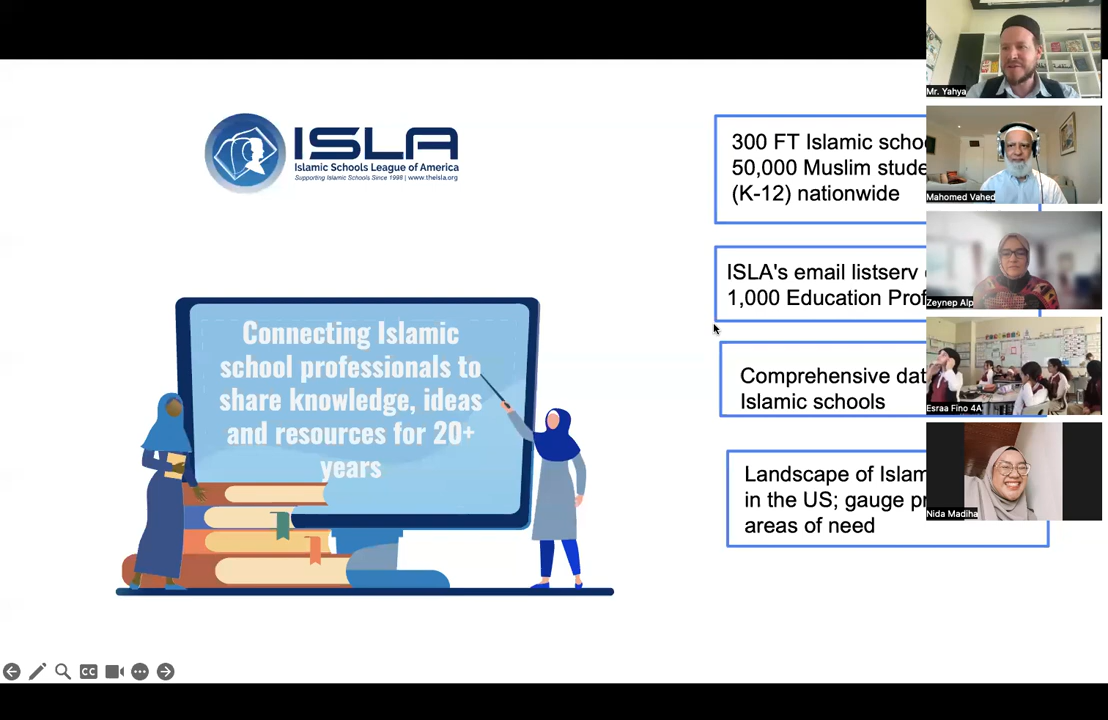 ISLA
Islamic Schools League of America
Supporting Islamic Schools Since 1998 | www.theisla.org
Connecting Islamic
school professionals to
share knowledge, ideas
and resources for 20+
years
300 FT Islamic schoo
50,000 Muslim stude
(K-12) nationwide
ISLA's email listserv
1,000 Education Prof
Comprehensive dat
Islamic schools
Landscape of Islam
in the US; gauge pr
areas of need
Mr. Yahya
Mahomed Vahed
Zeynep Alp
Esraa Fino 4A
Nida Madiha
CC